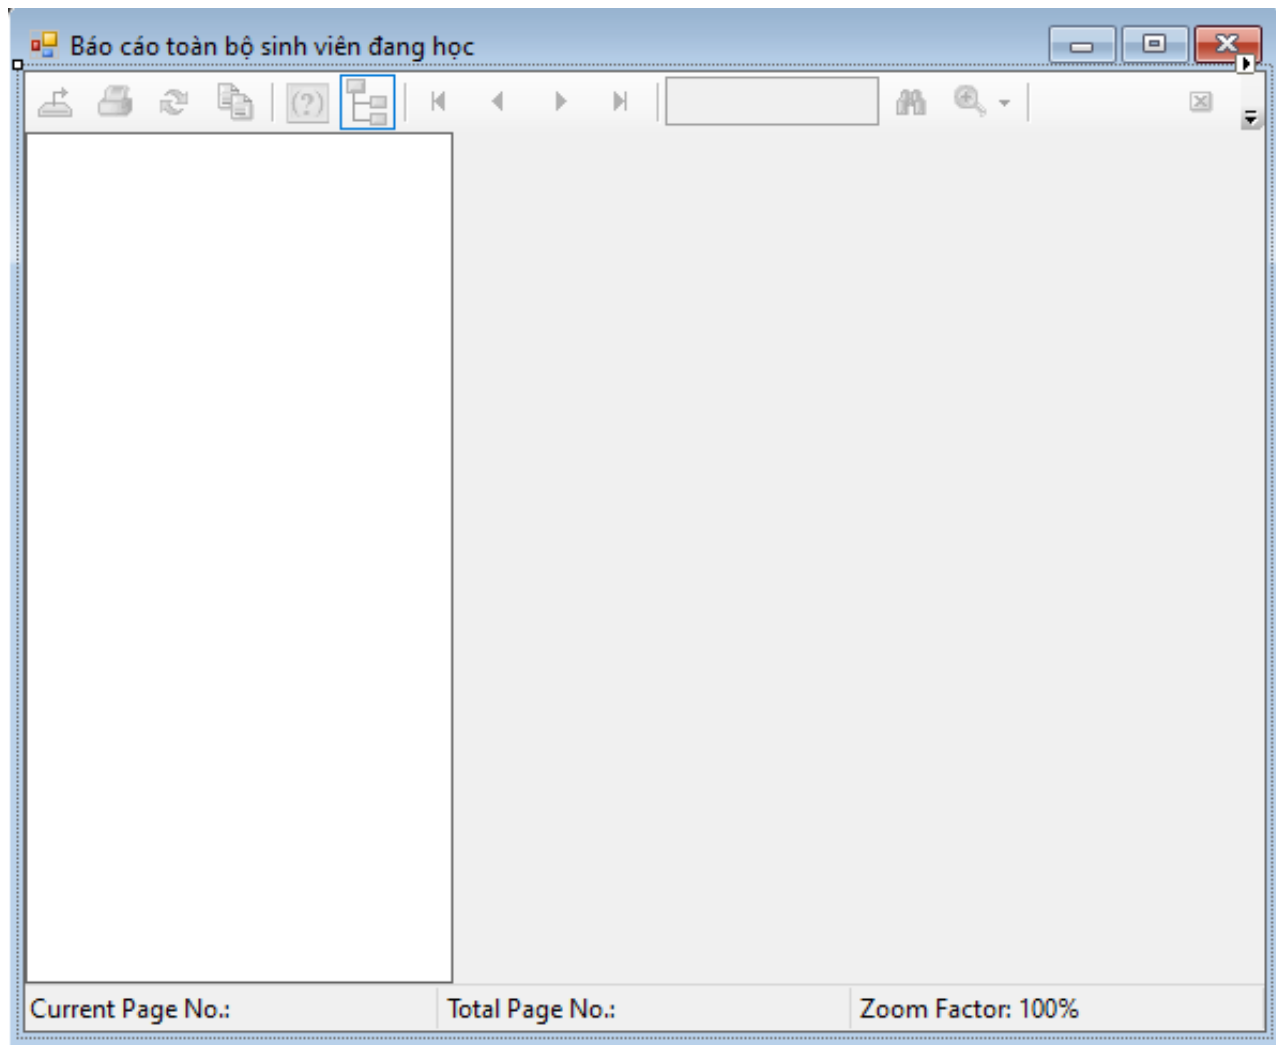 Báo cáo toàn bộ sinh viên đang học
(?)
Current Page No.: Total Page No.: Zoom Factor: 100%